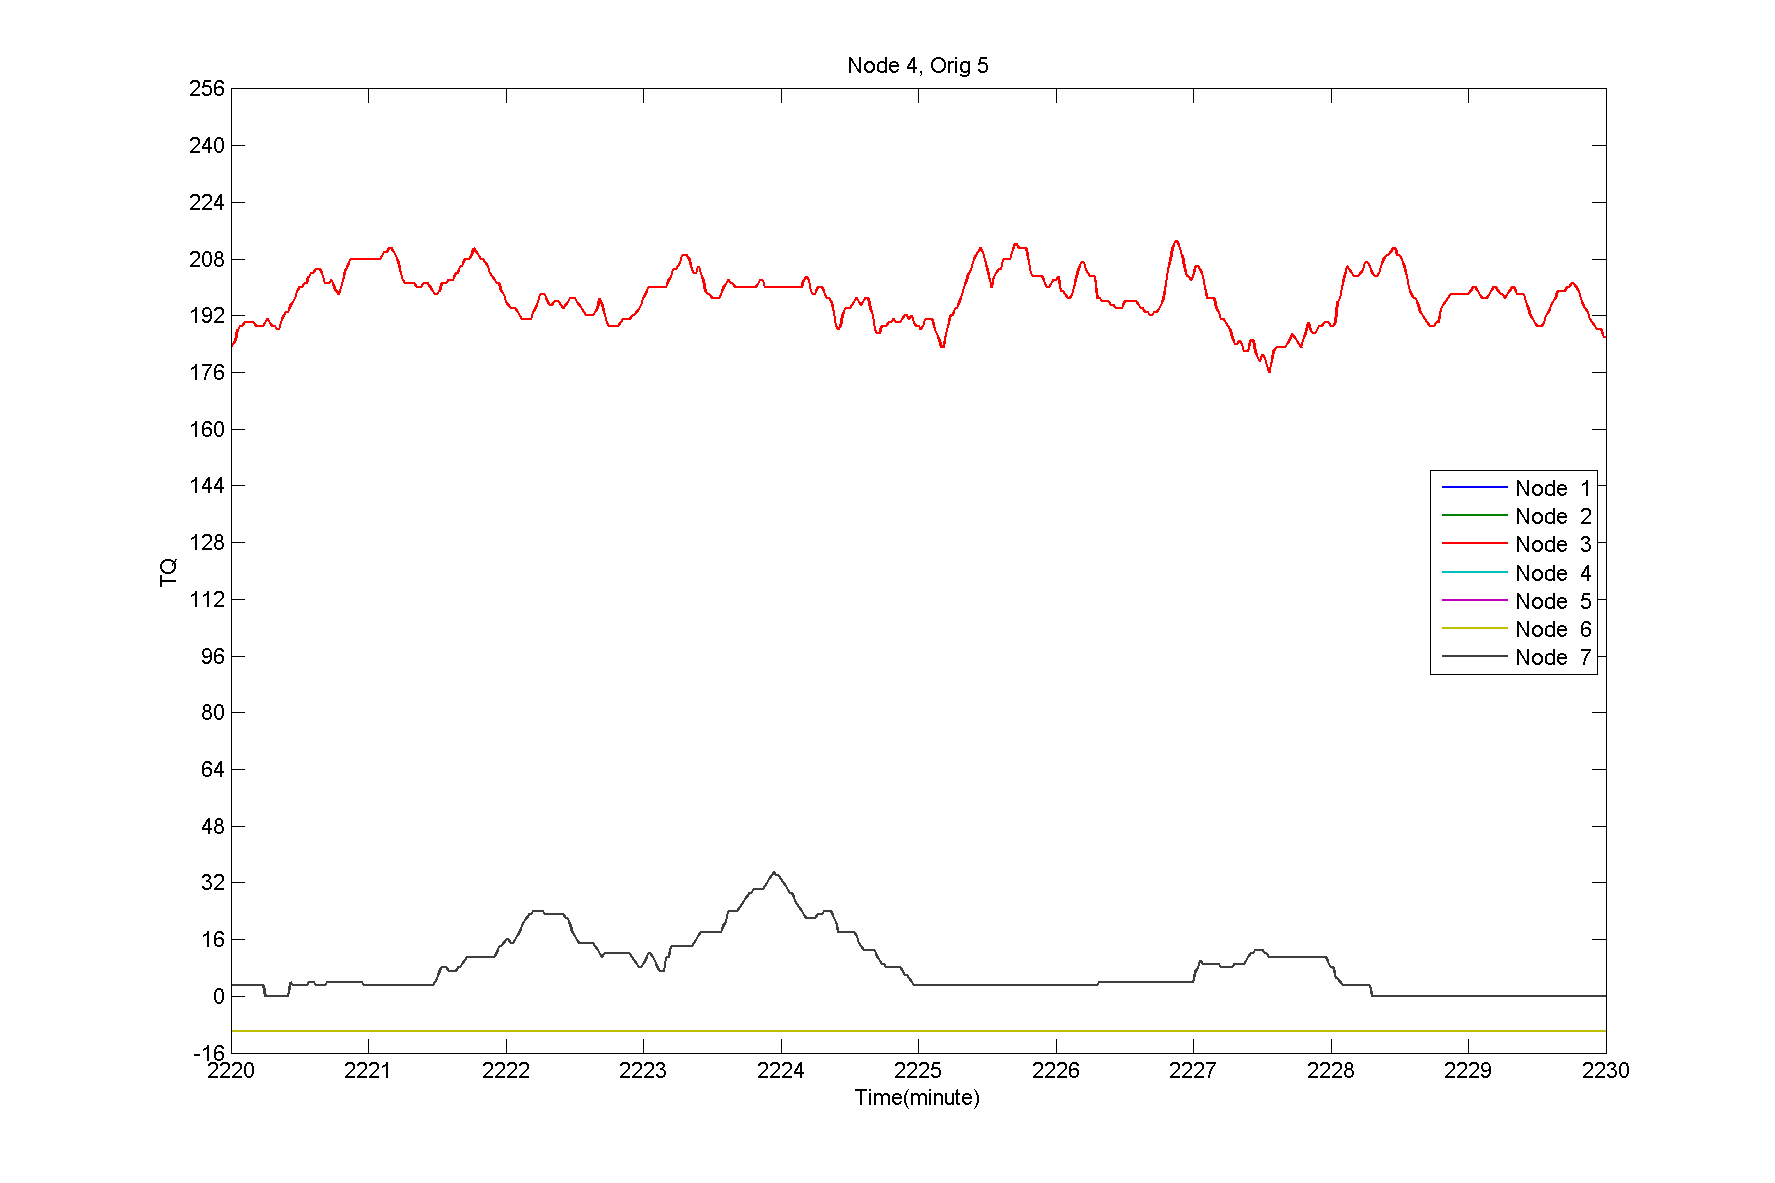 Node 4, Orig 5
256
240
224
208
192
176
160
144
128
112
96
80
64
48
32
16
0
-16
TQ
Node 1
Node 2
Node 3
Node 4
Node 5
Node 6
Node 7
2220 2221 2222 2223 2224 2225 2226 2227 2228 2229 2230
Time(minute)